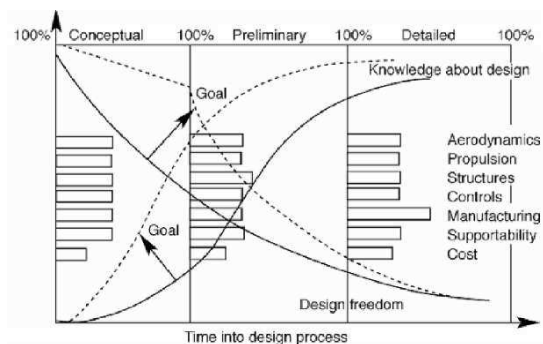 100% Conceptual 100% Preliminary 100% Detailed 100%
Knowledge about design
Goal
Aerodynamics
Propulsion
Structures
Controls
Manufacturing
Goal Supportability
Cost
Design freedom
Time into design process